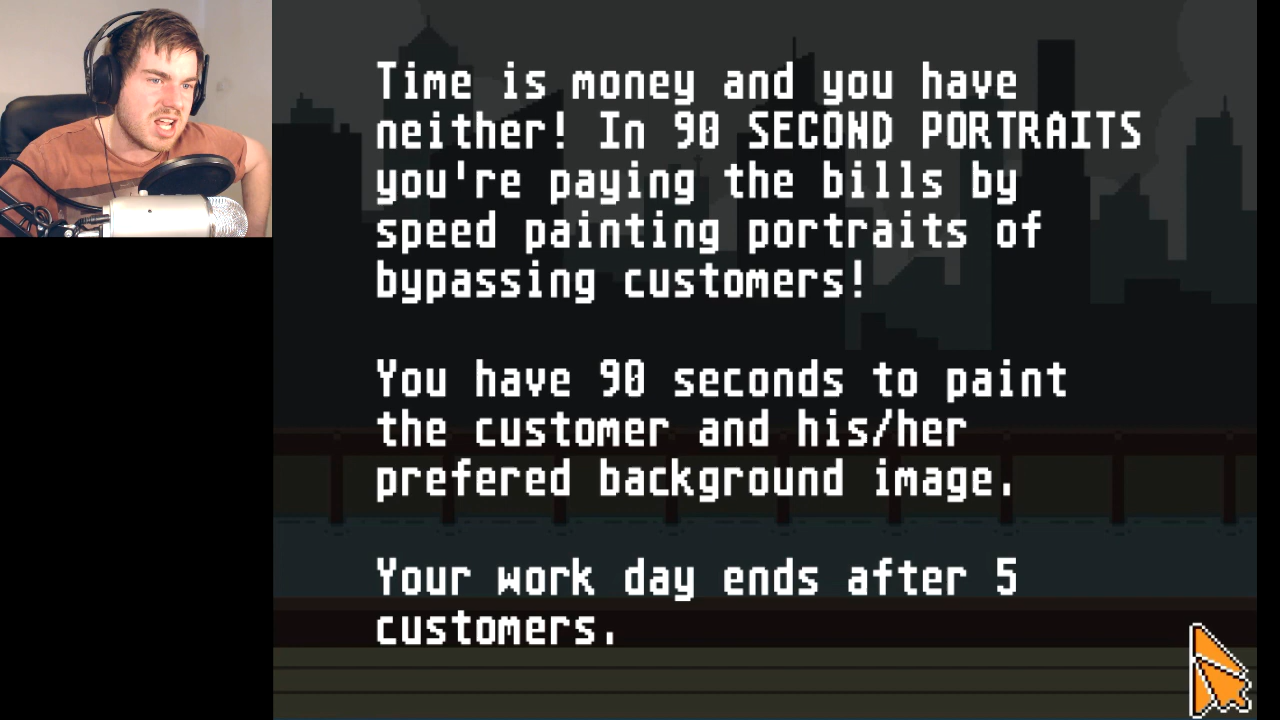 Time is money and you have
neither! In 90 SECOND PORTRAITS
you're paying the bills by
speed painting portraits of
bypassing customers!
You have 90 seconds to paint
the customer and his/her
prefered background image.
Your work day ends after 5
customers.